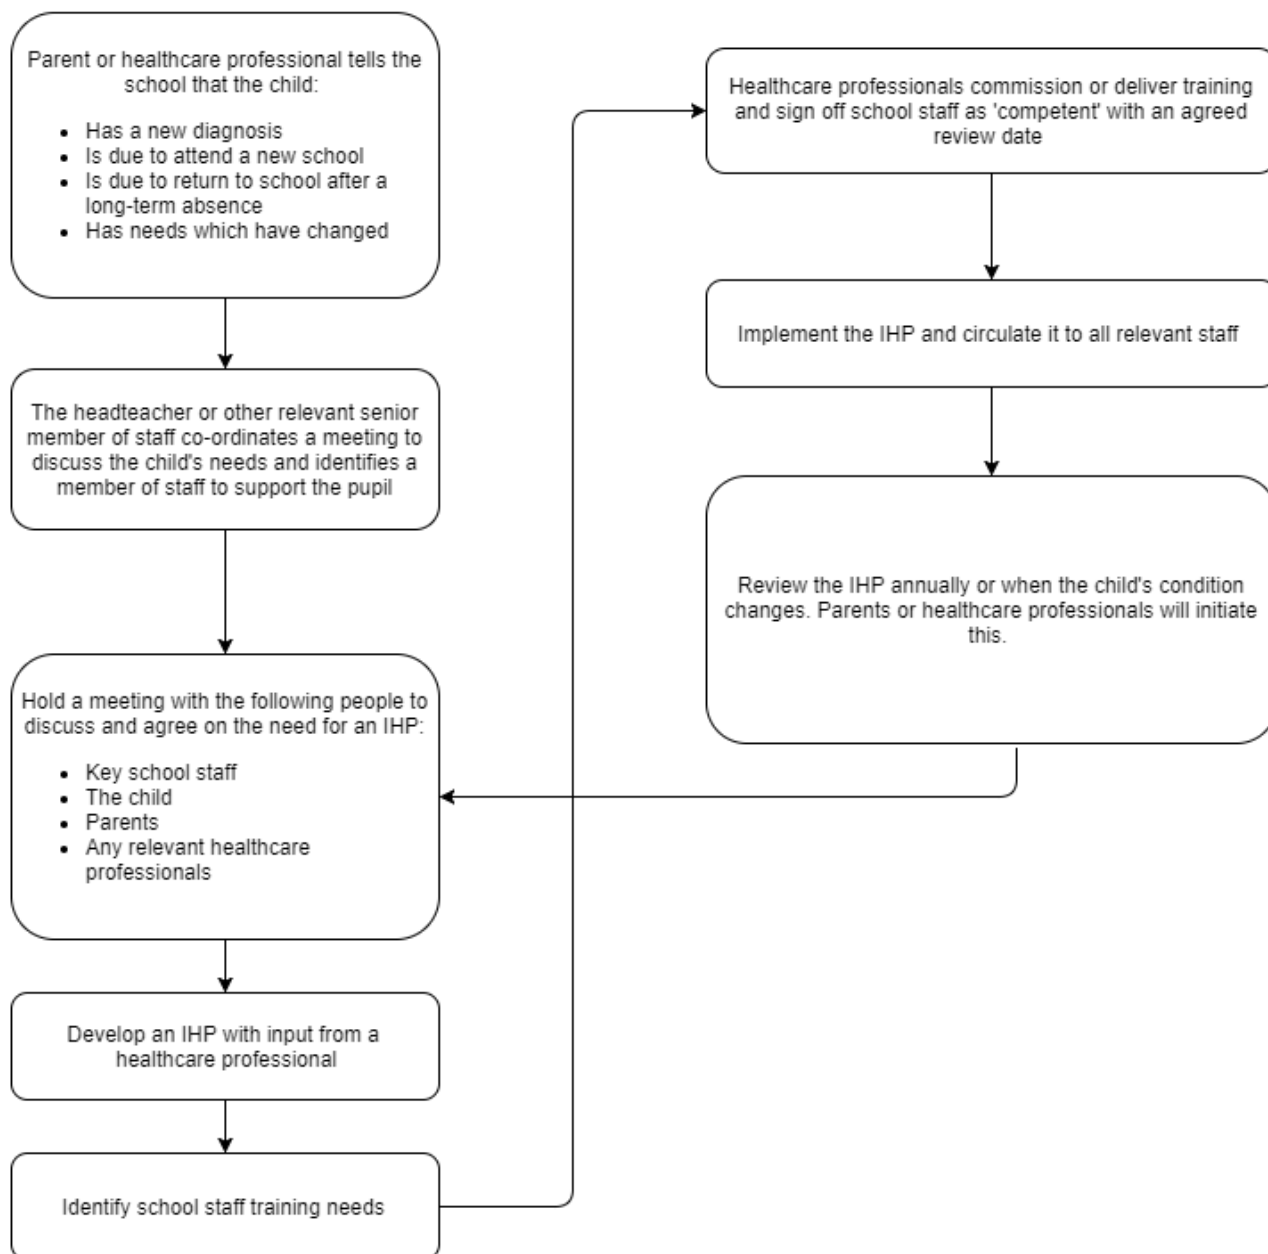 Parent or healthcare professional tells the
school that the child:
• Has a new diagnosis
• Is due to attend a new school
• Is due to return to school after a
long-term absence
• Has needs which have changed
The headteacher or other relevant senior
member of staff co-ordinates a meeting to
discuss the child's needs and identifies a
member of staff to support the pupil
Hold a meeting with the following people to
discuss and agree on the need for an IHP:
• Key school staff
• The child
• Parents
• Any relevant healthcare
professionals
Develop an IHP with input from a
healthcare professional
Identify school staff training needs
Healthcare professionals commission or deliver training
and sign off school staff as 'competent' with an agreed
review date
Implement the IHP and circulate it to all relevant staff
Review the IHP annually or when the child's condition
changes. Parents or healthcare professionals will initiate
this.